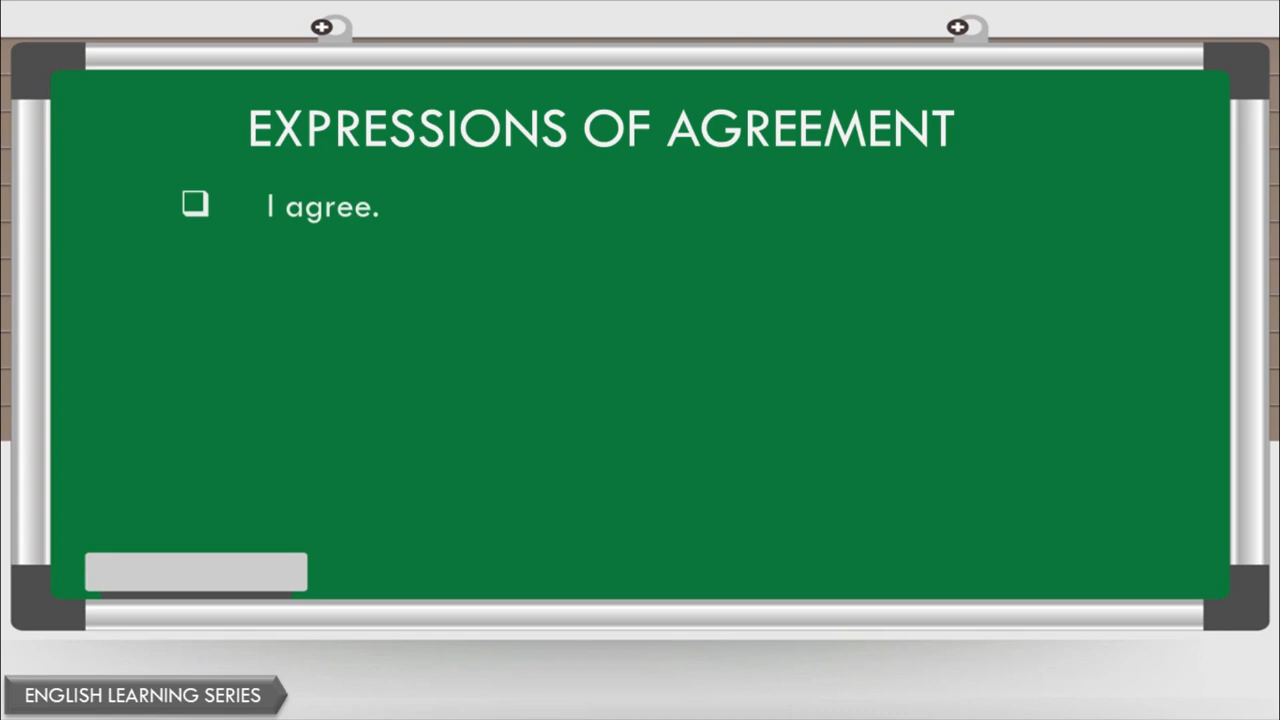 EXPRESSIONS OF AGREEMENT
❑ I agree.
ENGLISH LEARNING SERIES